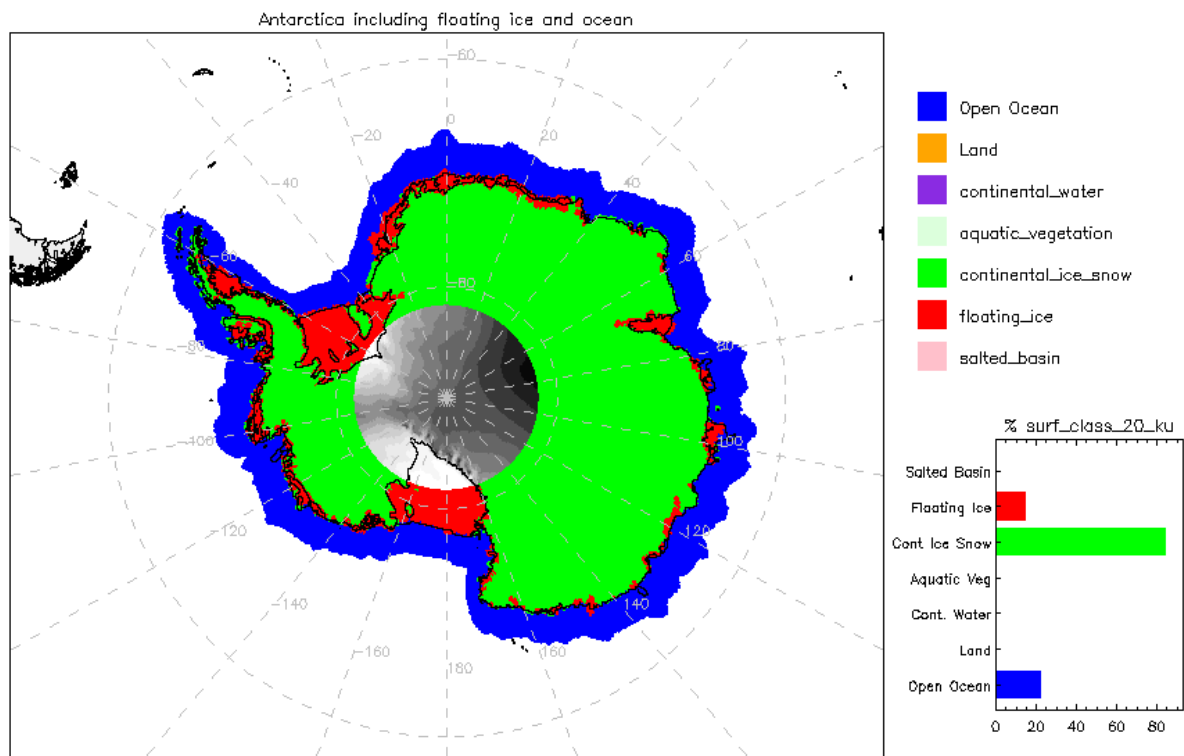 Antarctica including floating ice and ocean
-60
0
-20
20
-40
40
-60
60
-80
-80
80
-100
100
-120
120
-140
140
-160
160
180
Open Ocean
Land
continental_water
aquatic_vegetation
continental_ice_snow
floating_ice
salted_basin
% surf_class_20_ku
Salted Basin
Floating Ice
Cont Ice Snow
Aquatic Veg
Cont. Water
Land
Open Ocean
0 20 40 60 80